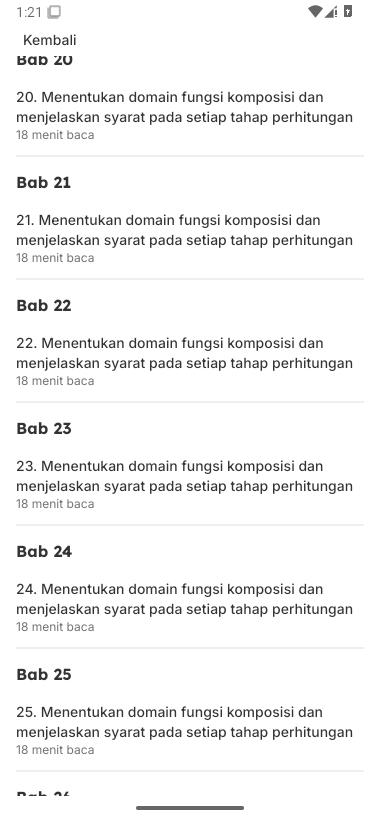 1:21
Kembali
Bab 20
20. Menentukan domain fungsi komposisi dan
menjelaskan syarat pada setiap tahap perhitungan
18 menit baca
Bab 21
21. Menentukan domain fungsi komposisi dan
menjelaskan syarat pada setiap tahap perhitungan
18 menit baca
Bab 22
22. Menentukan domain fungsi komposisi dan
menjelaskan syarat pada setiap tahap perhitungan
18 menit baca
Bab 23
23. Menentukan domain fungsi komposisi dan
menjelaskan syarat pada setiap tahap perhitungan
18 menit baca
Bab 24
24. Menentukan domain fungsi komposisi dan
menjelaskan syarat pada setiap tahap perhitungan
18 menit baca
Bab 25
25. Menentukan domain fungsi komposisi dan
menjelaskan syarat pada setiap tahap perhitungan
18 menit baca
Bab 26